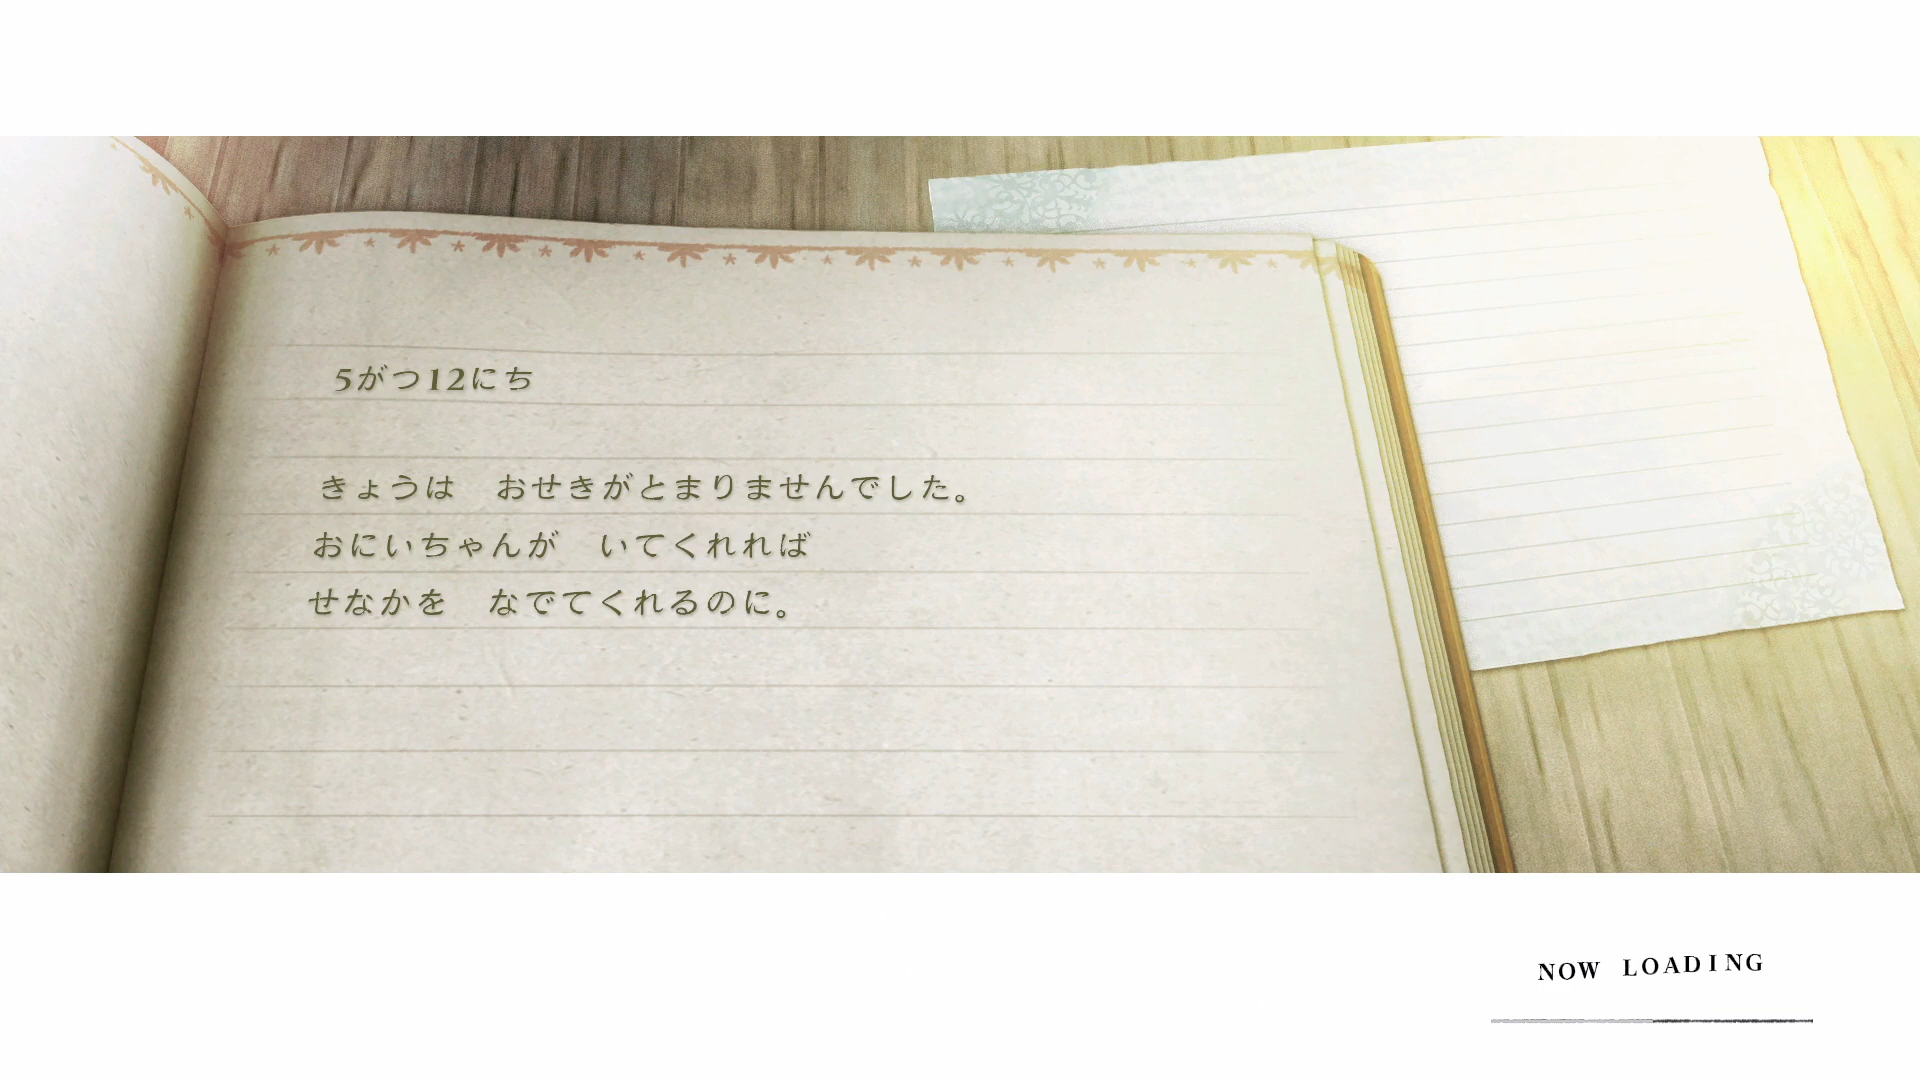 5がつ12にち
きょうは　おせきがとまりませんでした。
おにいちゃんが　いてくれれば
せなかを　なでてくれるのに。
NOW LOADING